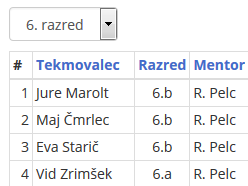 6. razred
# Tekmovalec Razred Mentor
1 Jure Marolt 6.b R. Pelc
2 Maj Čmrlec 6.b R. Pelc
3 Eva Starič 6.b R. Pelc
4 Vid Zrimšek 6.a R. Pelc